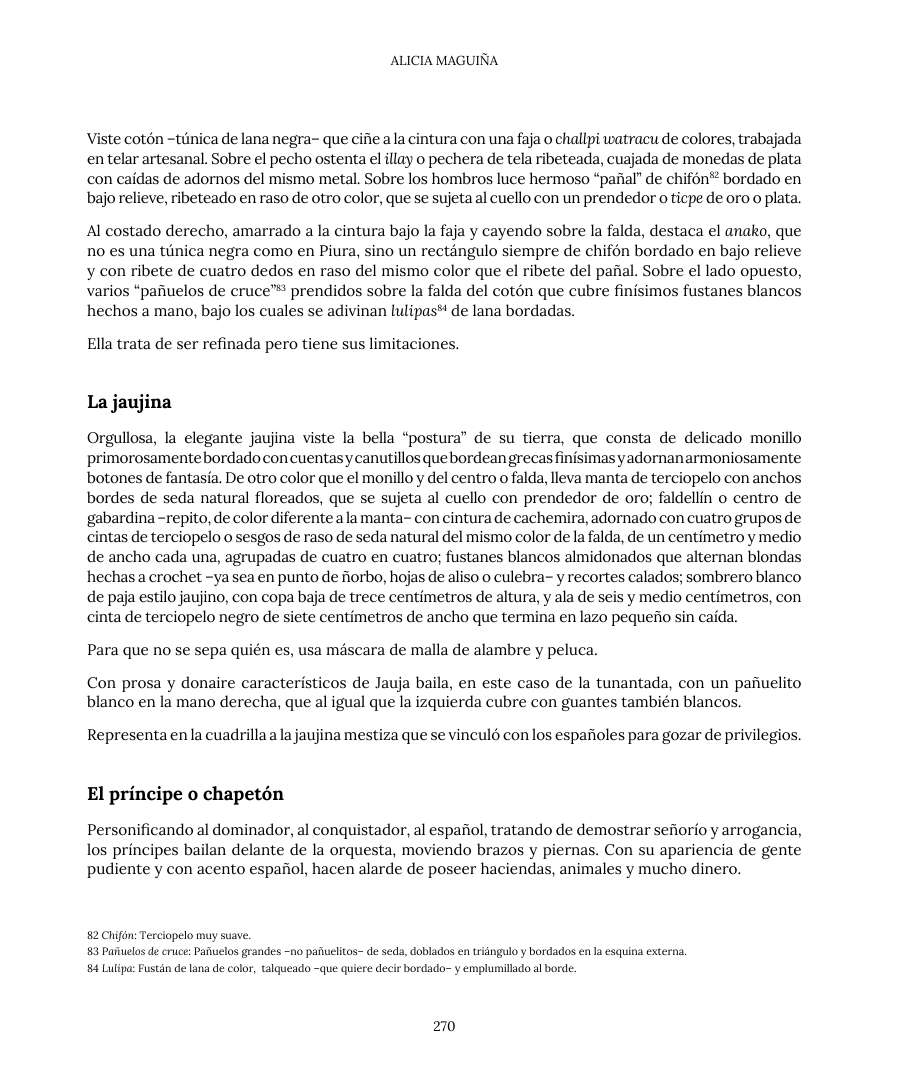 ALICIA MAGUIÑA
Viste cotón –túnica de lana negra– que ciñe a la cintura con una faja o challpi watracu de colores, trabajada
en telar artesanal. Sobre el pecho ostenta el illay o pechera de tela ribeteada, cuajada de monedas de plata
con caídas de adornos del mismo metal. Sobre los hombros luce hermoso “pañal” de chifón82 bordado en
bajo relieve, ribeteado en raso de otro color, que se sujeta al cuello con un prendedor o ticpe de oro o plata.
Al costado derecho, amarrado a la cintura bajo la faja y cayendo sobre la falda, destaca el anako, que
no es una túnica negra como en Piura, sino un rectángulo siempre de chifón bordado en bajo relieve
y con ribete de cuatro dedos en raso del mismo color que el ribete del pañal. Sobre el lado opuesto,
varios “pañuelos de cruce”83 prendidos sobre la falda del cotón que cubre finísimos fustanes blancos
hechos a mano, bajo los cuales se adivinan lulipas84 de lana bordadas.
Ella trata de ser refinada pero tiene sus limitaciones.
La jaujina
Orgullosa, la elegante jaujina viste la bella “postura” de su tierra, que consta de delicado monillo
primorosamente bordado con cuentas y canutillos que bordean grecas finísimas y adornan armoniosamente
botones de fantasía. De otro color que el monillo y del centro o falda, lleva manta de terciopelo con anchos
bordes de seda natural floreados, que se sujeta al cuello con prendedor de oro; faldellín o centro de
gabardina –repito, de color diferente a la manta– con cintura de cachemira, adornado con cuatro grupos de
cintas de terciopelo o sesgos de raso de seda natural del mismo color de la falda, de un centímetro y medio
de ancho cada una, agrupadas de cuatro en cuatro; fustanes blancos almidonados que alternan blondas
hechas a crochet –ya sea en punto de ñorbo, hojas de aliso o culebra– y recortes calados; sombrero blanco
de paja estilo jaujino, con copa baja de trece centímetros de altura, y ala de seis y medio centímetros, con
cinta de terciopelo negro de siete centímetros de ancho que termina en lazo pequeño sin caída.
Para que no se sepa quién es, usa máscara de malla de alambre y peluca.
Con prosa y donaire característicos de Jauja baila, en este caso de la tunantada, con un pañuelito
blanco en la mano derecha, que al igual que la izquierda cubre con guantes también blancos.
Representa en la cuadrilla a la jaujina mestiza que se vinculó con los españoles para gozar de privilegios.
El príncipe o chapetón
Personificando al dominador, al conquistador, al español, tratando de demostrar señorío y arrogancia,
los príncipes bailan delante de la orquesta, moviendo brazos y piernas. Con su apariencia de gente
pudiente y con acento español, hacen alarde de poseer haciendas, animales y mucho dinero.
82 Chifón: Terciopelo muy suave.
83 Pañuelos de cruce: Pañuelos grandes –no pañuelitos– de seda, doblados en triángulo y bordados en la esquina externa.
84 Lulipa: Fustán de lana de color, talqueado –que quiere decir bordado– y emplumillado al borde.
270